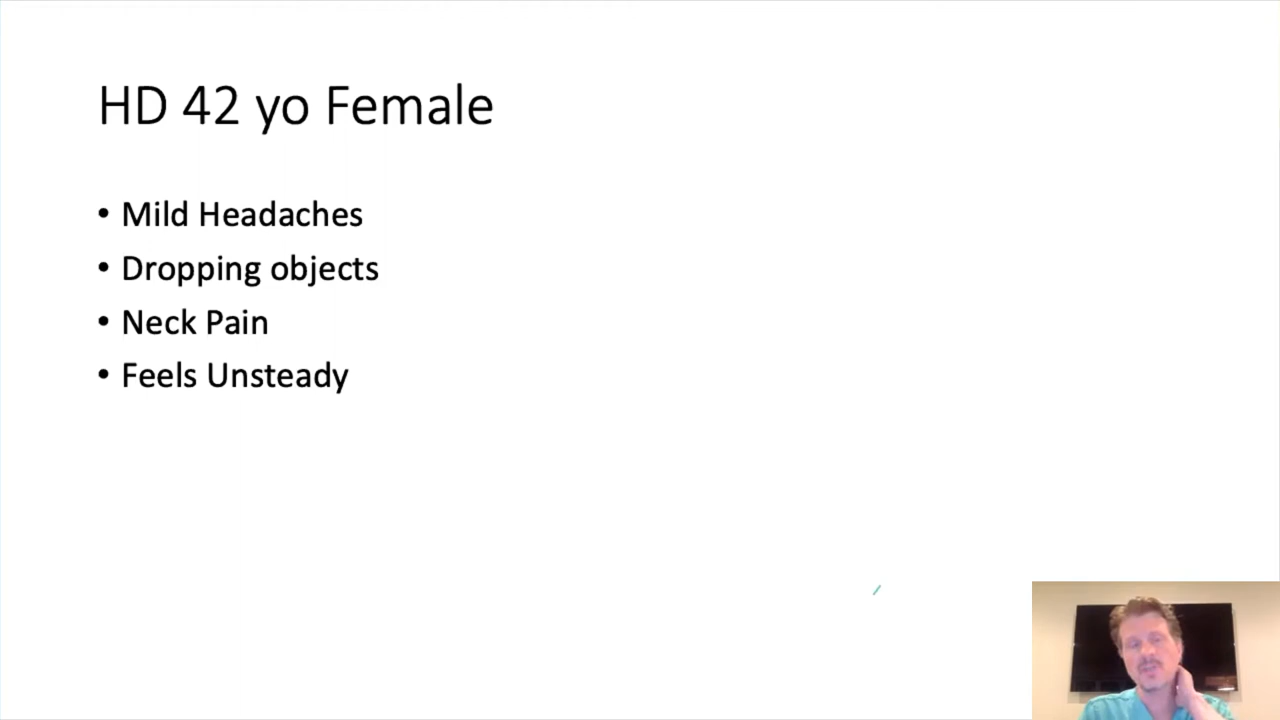 HD 42 yo Female
• Mild Headaches
• Dropping objects
• Neck Pain
• Feels Unsteady